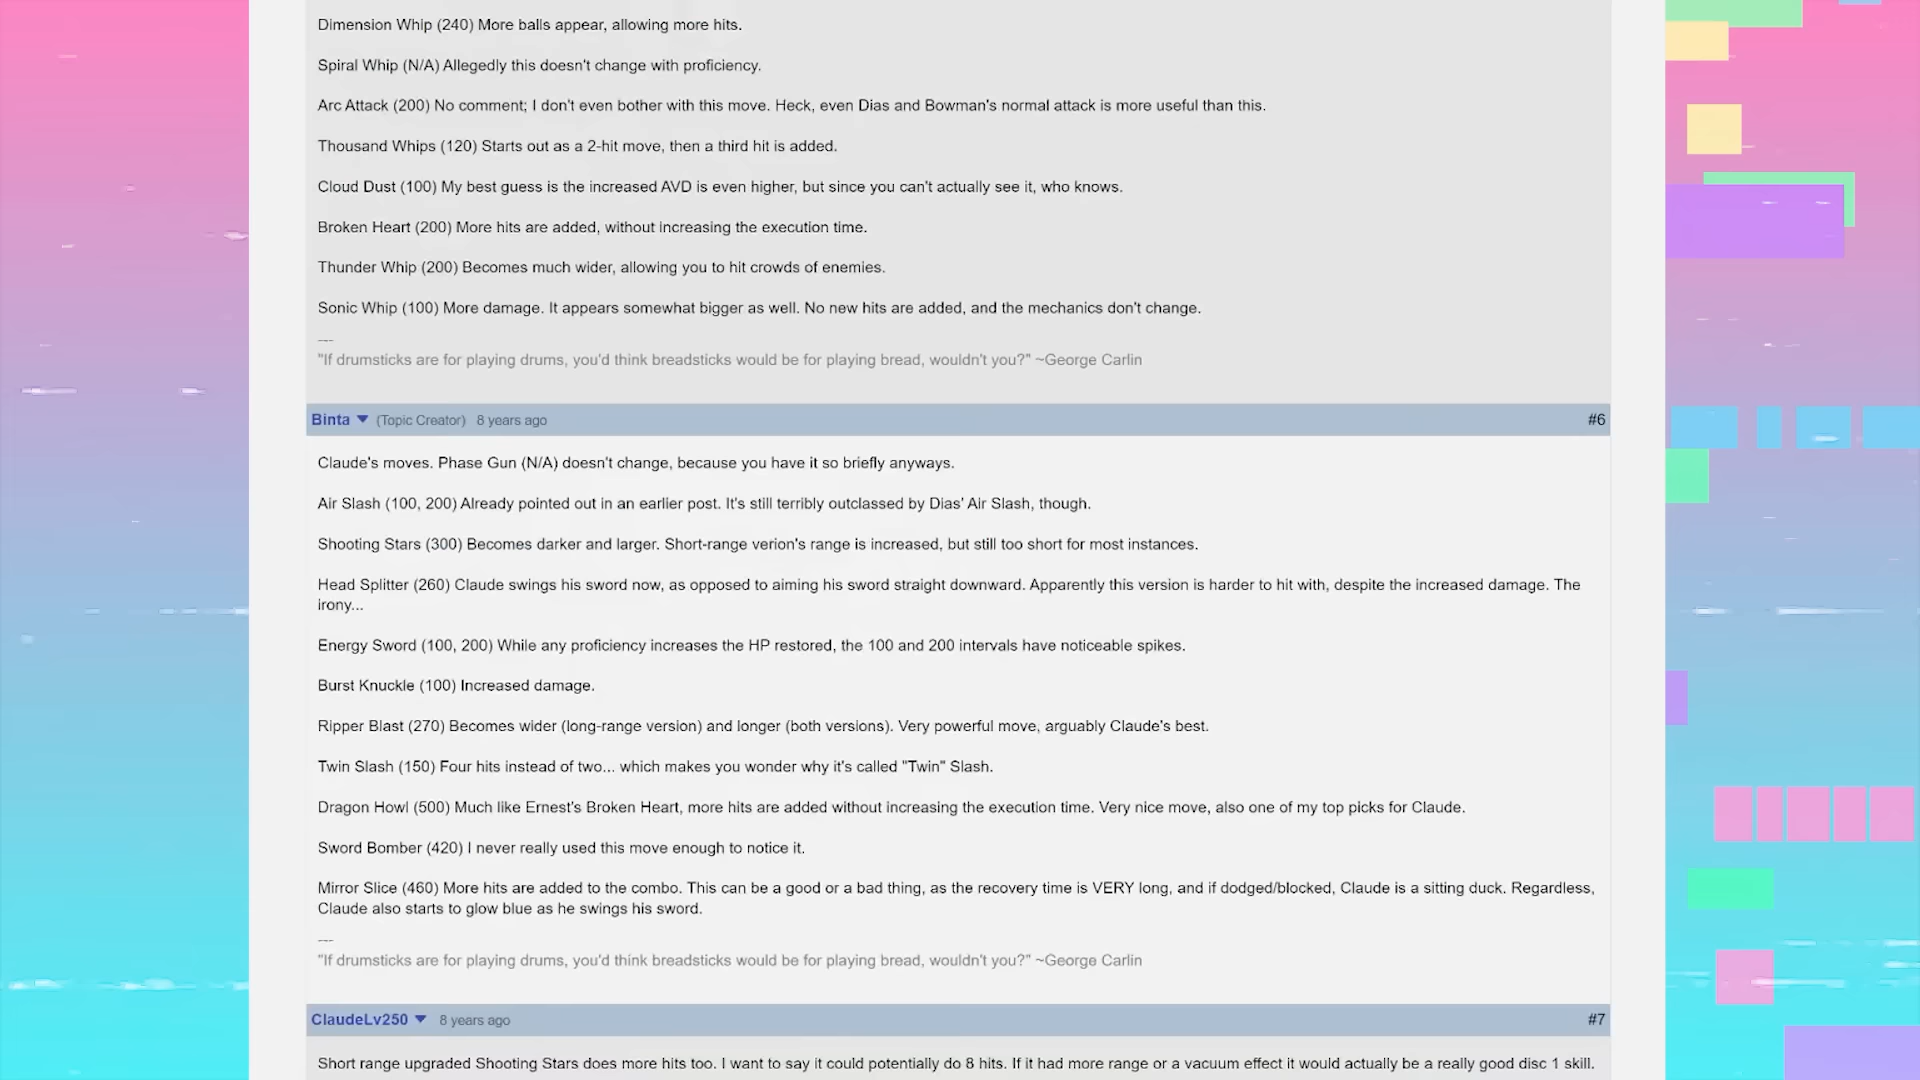 Dimension Whip (240) More balls appear, allowing more hits.
Spiral Whip (N/A) Allegedly this doesn't change with proficiency.
Arc Attack (200) No comment; I don't even bother with this move. Heck, even Dias and Bowman's normal attack is more useful than this.
Thousand Whips (120) Starts out as a 2-hit move, then a third hit is added.
Cloud Dust (100) My best guess is the increased AVD is even higher, but since you can't actually see it, who knows.
Broken Heart (200) More hits are added, without increasing the execution time.
Thunder Whip (200) Becomes much wider, allowing you to hit crowds of enemies.
Sonic Whip (100) More damage. It appears somewhat bigger as well. No new hits are added, and the mechanics don't change.
---
"If drumsticks are for playing drums, you'd think breadsticks would be for playing bread, wouldn't you?" ~George Carlin
Binta (Topic Creator) 8 years ago #6
Claude's moves. Phase Gun (N/A) doesn't change, because you have it so briefly anyways.
Air Slash (100, 200) Already pointed out in an earlier post. It's still terribly outclassed by Dias' Air Slash, though.
Shooting Stars (300) Becomes darker and larger. Short-range verion's range is increased, but still too short for most instances.
Head Splitter (260) Claude swings his sword now, as opposed to aiming his sword straight downward. Apparently this version is harder to hit with, despite the increased damage. The
irony...
Energy Sword (100, 200) While any proficiency increases the HP restored, the 100 and 200 intervals have noticeable spikes.
Burst Knuckle (100) Increased damage.
Ripper Blast (270) Becomes wider (long-range version) and longer (both versions). Very powerful move, arguably Claude's best.
Twin Slash (150) Four hits instead of two... which makes you wonder why it's called "Twin" Slash.
Dragon Howl (500) Much like Ernest's Broken Heart, more hits are added without increasing the execution time. Very nice move, also one of my top picks for Claude.
Sword Bomber (420) I never really used this move enough to notice it.
Mirror Slice (460) More hits are added to the combo. This can be a good or a bad thing, as the recovery time is VERY long, and if dodged/blocked, Claude is a sitting duck. Regardless,
Claude also starts to glow blue as he swings his sword.
---
"If drumsticks are for playing drums, you'd think breadsticks would be for playing bread, wouldn't you?" ~George Carlin
ClaudeLv250 8 years ago #7
Short range upgraded Shooting Stars does more hits too. I want to say it could potentially do 8 hits. If it had more range or a vacuum effect it would actually be a really good disc 1 skill.